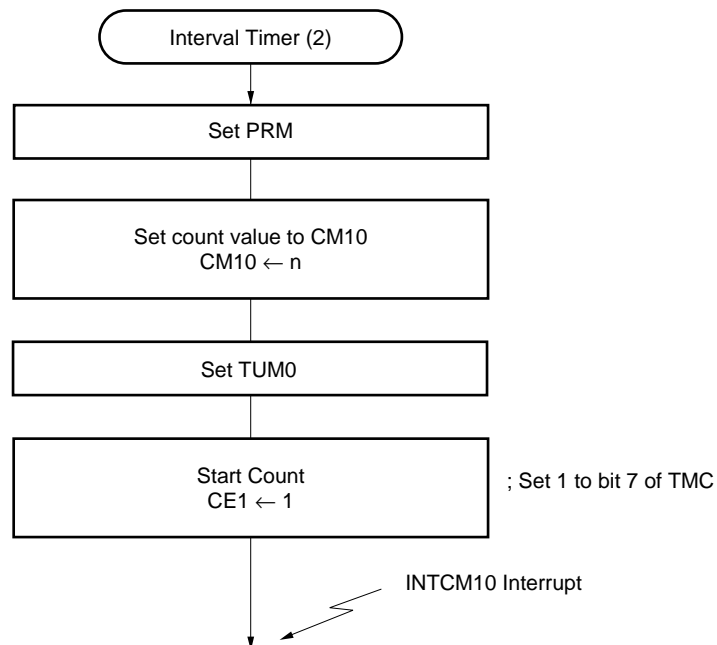 Interval Timer (2)
Set PRM
Set count value to CM10
CM10 ← n
Set TUM0
Start Count
CE1 ← 1
; Set 1 to bit 7 of TMC
INTCM10 Interrupt